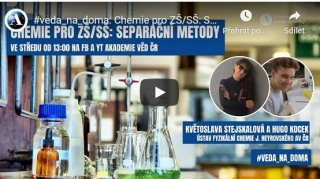 #veda_na_doma: Chemie pro ZŠ/SŠ: S...
Přehrát po...
Sdílet
CHEMIE PRO ZŠ/SŠ: SEPARAČNÍ METODY
VE STŘEDU OD 13:00 NA FB A YT AKADEMIE VĚD ČR
KVĚTOSLAVA STEJSKALOVÁ A HUGO KOCEK
ÚSTAV FYZIKÁLNÍ CHEMIE J. HEYROVSKÉHO AV ČR
#VEDA_NA_DOMA